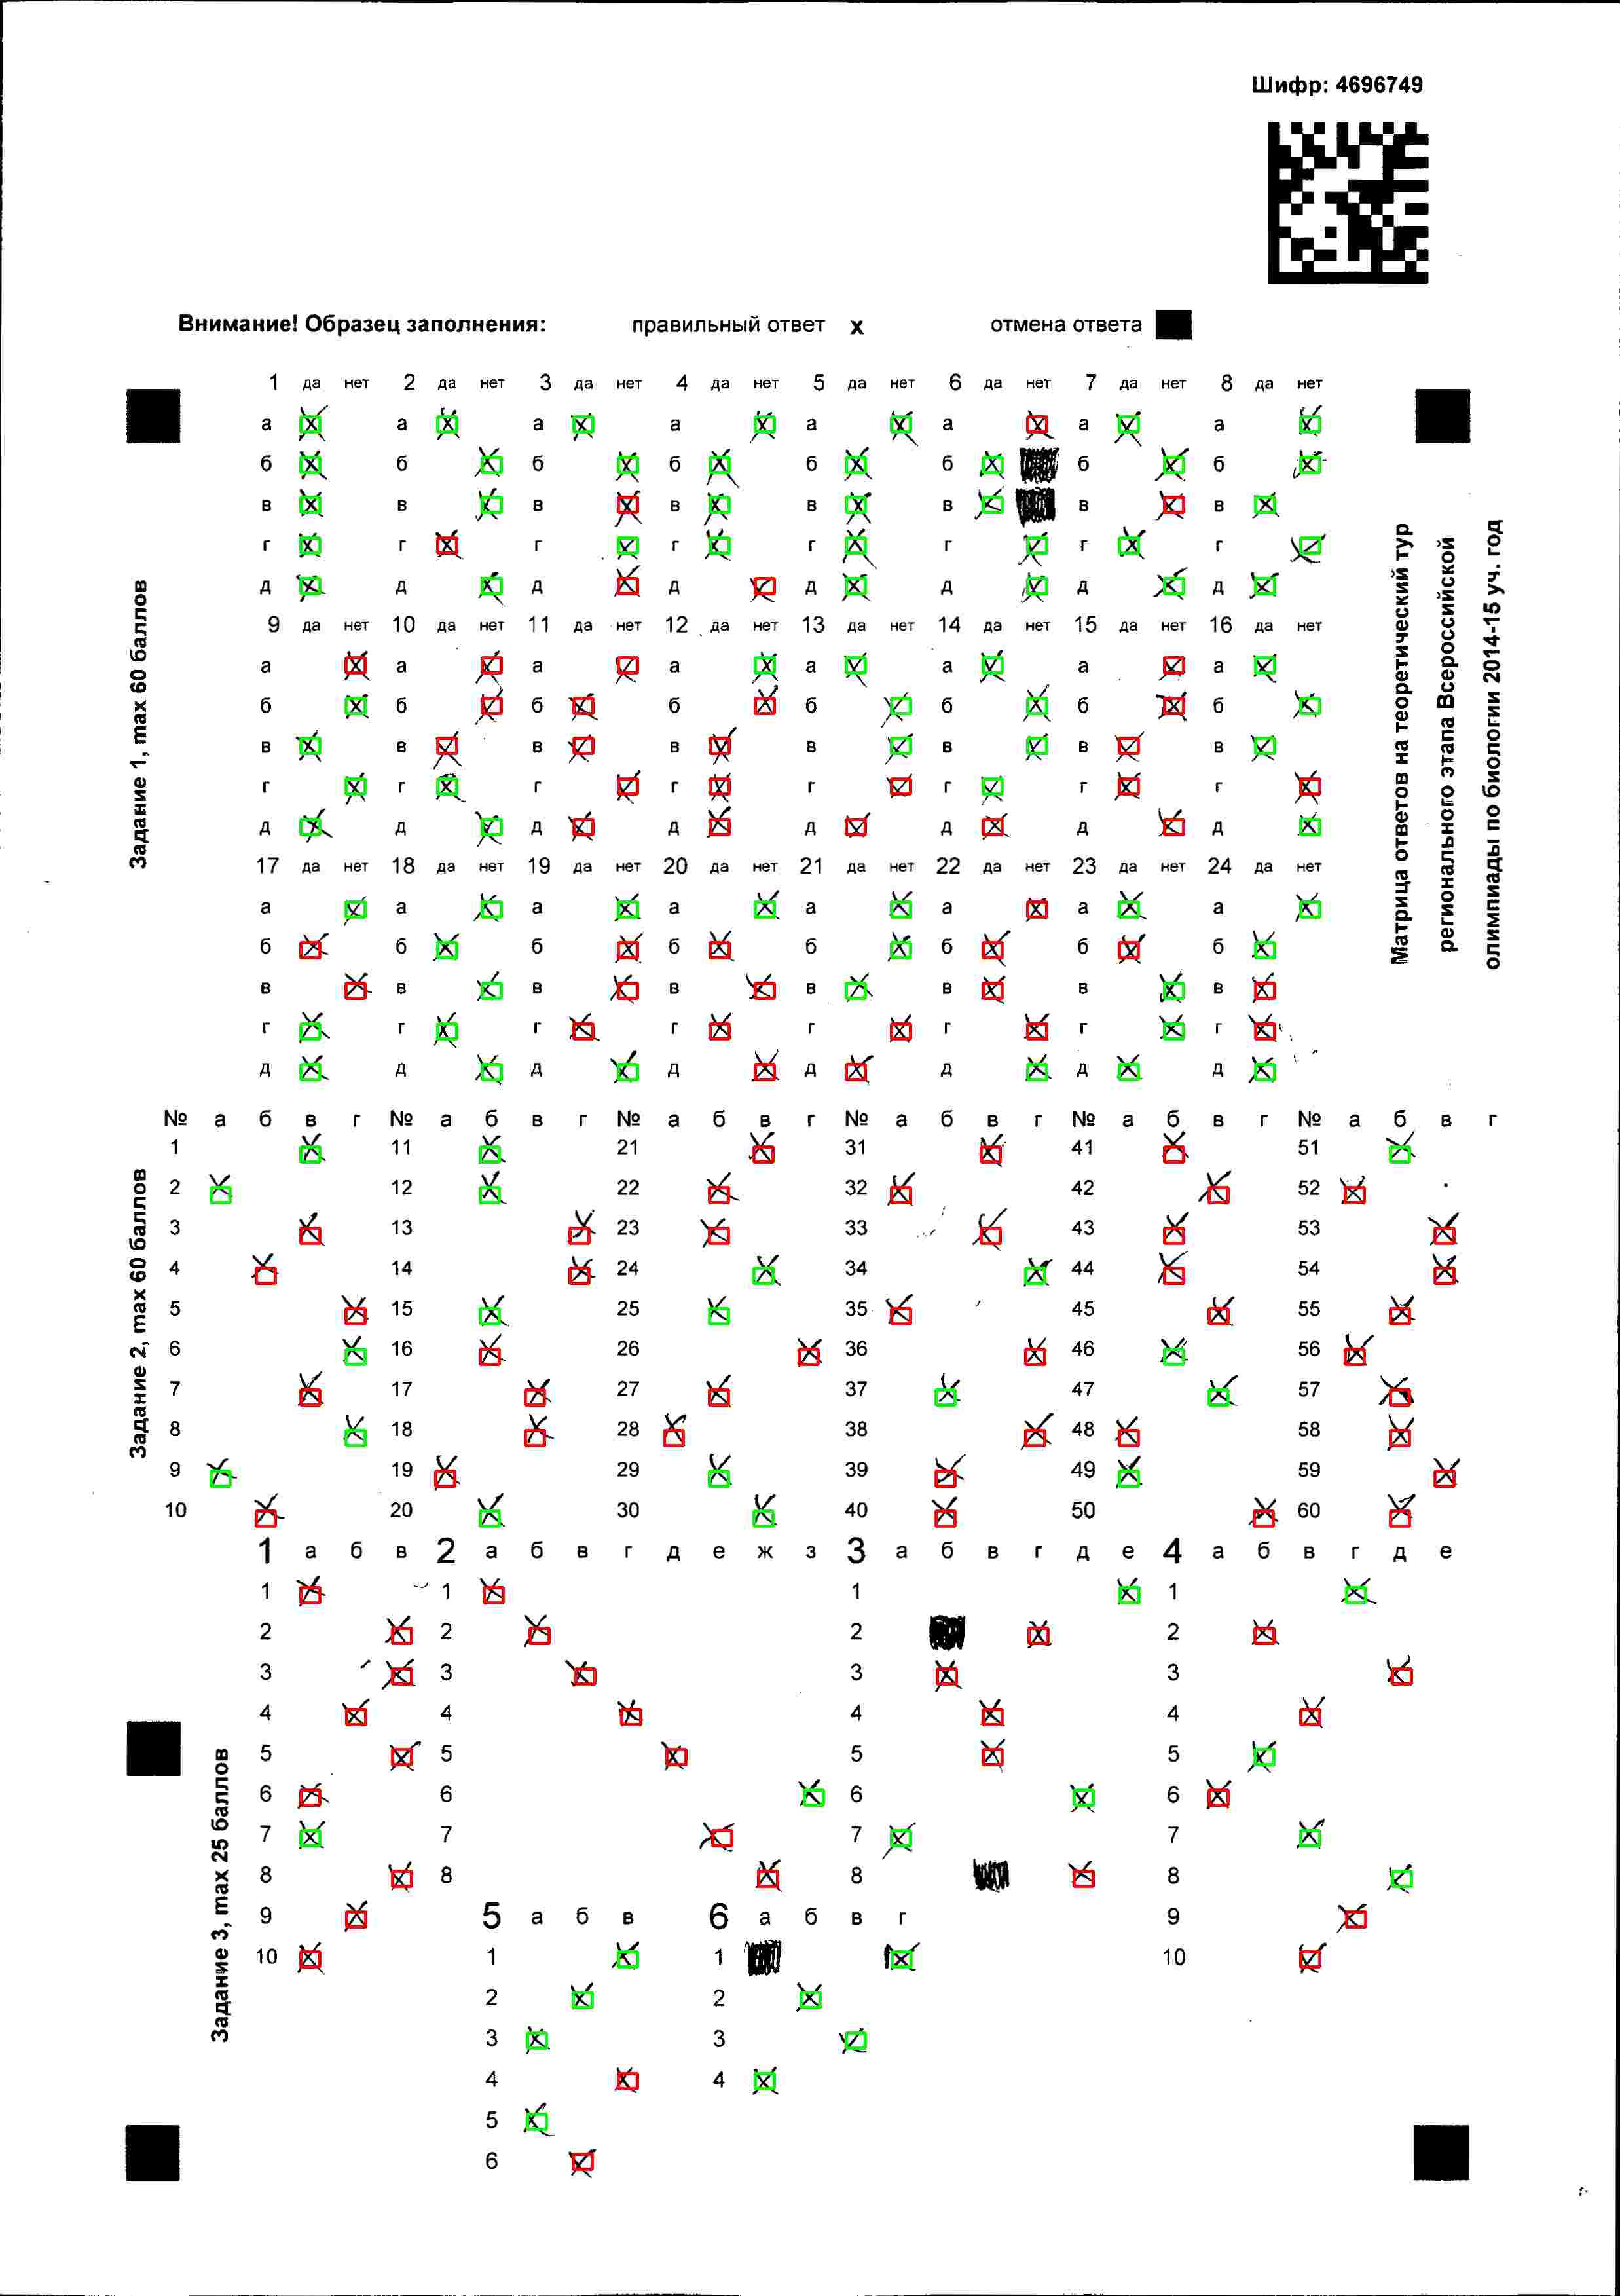 Шифр: 4696749
Внимание! Образец заполнения: правильный ответ x отмена ответа
1 да нет 2 да нет 3 да нет 4 да нет 5 да нет 6 да нет 7 да нет 8 да нет
а а а а а а а а
б б б б б б б б
в в в в в в в в
г г г г г г г г
д д д д д д д д
9 да нет 10 да нет 11 да нет 12 да нет 13 да нет 14 да нет 15 да нет 16 да нет
а а а а а а а а
б б б б б б б б
в в в в в в в в
г г г г г г г г
д д д д д д д д
17 да нет 18 да нет 19 да нет 20 да нет 21 да нет 22 да нет 23 да нет 24 да нет
а а а а а а а а
б б б б б б б б
в в в в в в в в
г г г г г г г г
д д д д д д д д
Задание 1, max 60 баллов
Матрица ответов на теоретический тур
регионального этапа Всероссийской
олимпиады по биологии 2014-15 уч. год
№ а б в г № а б в г № а б в г № а б в г № а б в г № а б в г
1 11 21 31 41 51
2 12 22 32 42 52
3 13 23 33 43 53
4 14 24 34 44 54
5 15 25 35 45 55
6 16 26 36 46 56
7 17 27 37 47 57
8 18 28 38 48 58
9 19 29 39 49 59
10 20 30 40 50 60
Задание 2, max 60 баллов
1 а б в 2 а б в г д е ж з 3 а б в г д е 4 а б в г д е
1 1 1 1
2 2 2 2
3 3 3 3
4 4 4 4
5 5 5 5
6 6 6 6
7 7 7 7
8 8 8 8
9 5 а б в 6 а б в г 9
10 1 1 10
2 2
3 3
4 4
5
6
Задание 3, max 25 баллов